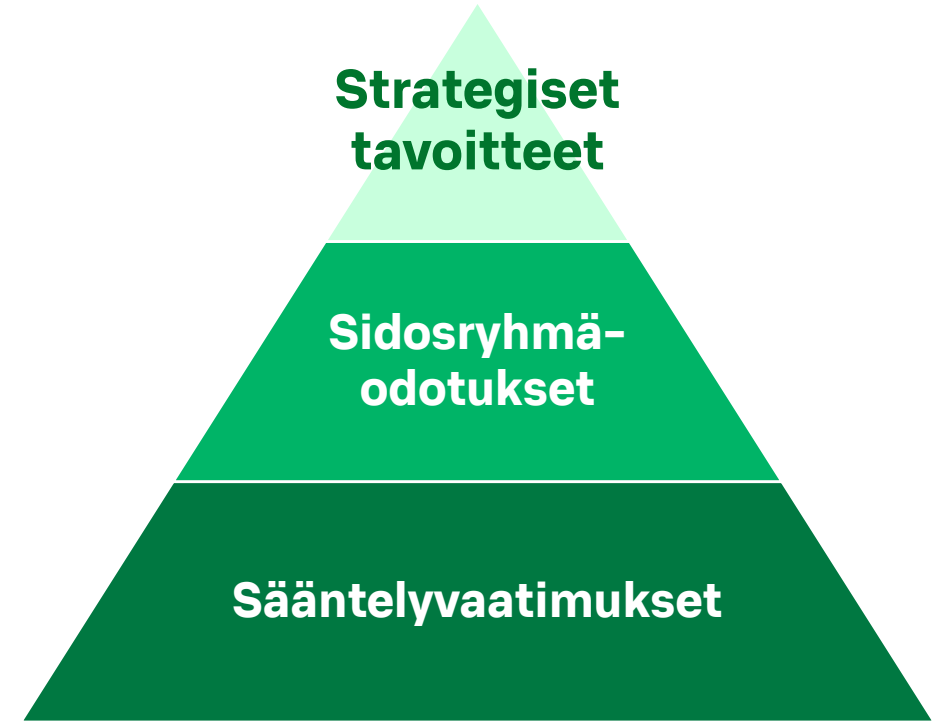 Strategiset
tavoitteet
Sidosryhmä-
odotukset
Sääntelyvaatimukset